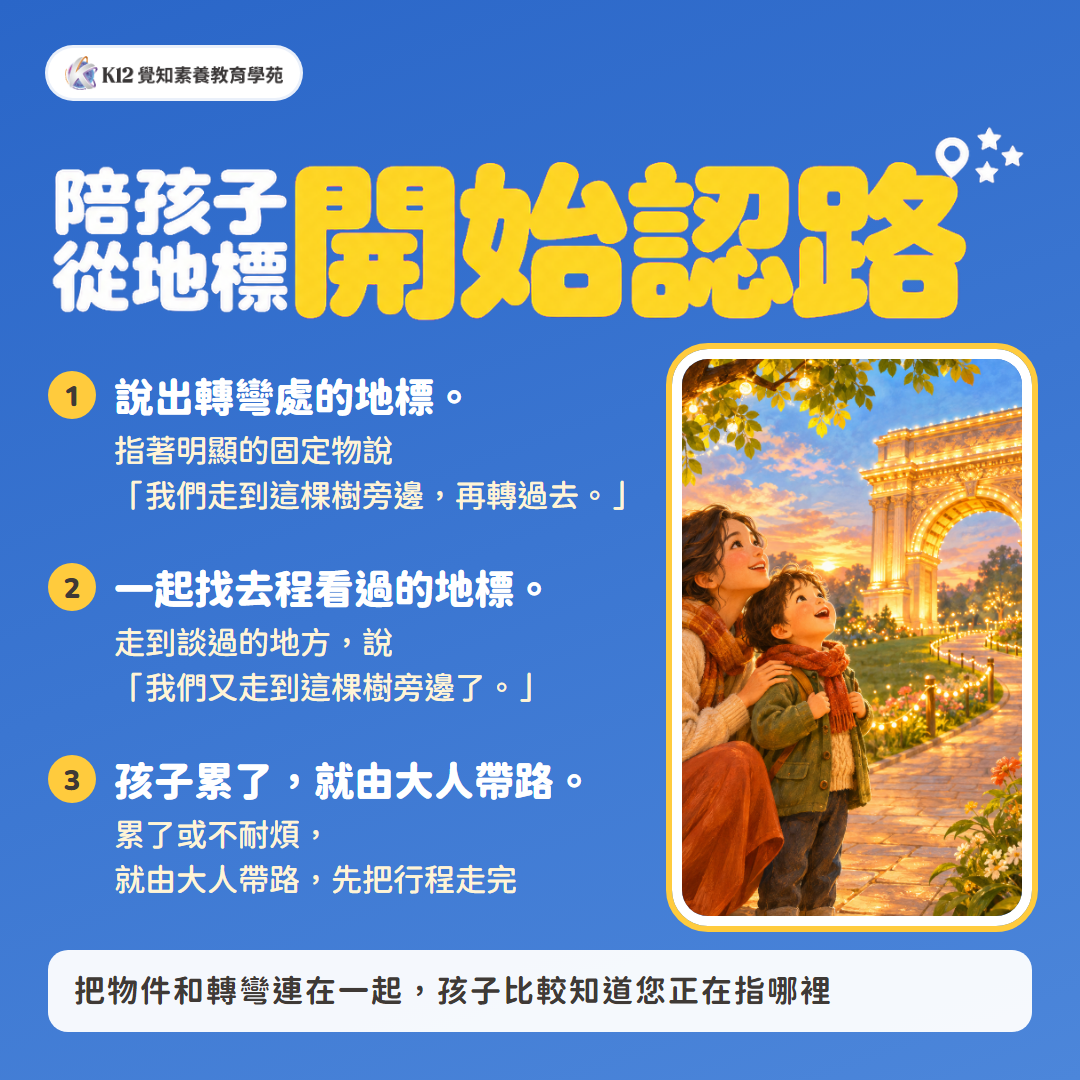 K12 覺知素養教育學苑
陪孩子
從地標
開始認路
1 說出轉彎處的地標。
指著明顯的固定物說
「我們走到這棵樹旁邊，再轉過去。」
2 一起找去程看過的地標。
走到談過的地方，說
「我們又走到這棵樹旁邊了。」
3 孩子累了，就由大人帶路。
累了或不耐煩，
就由大人帶路，先把行程走完
把物件和轉彎連在一起，孩子比較知道您正在指哪裡